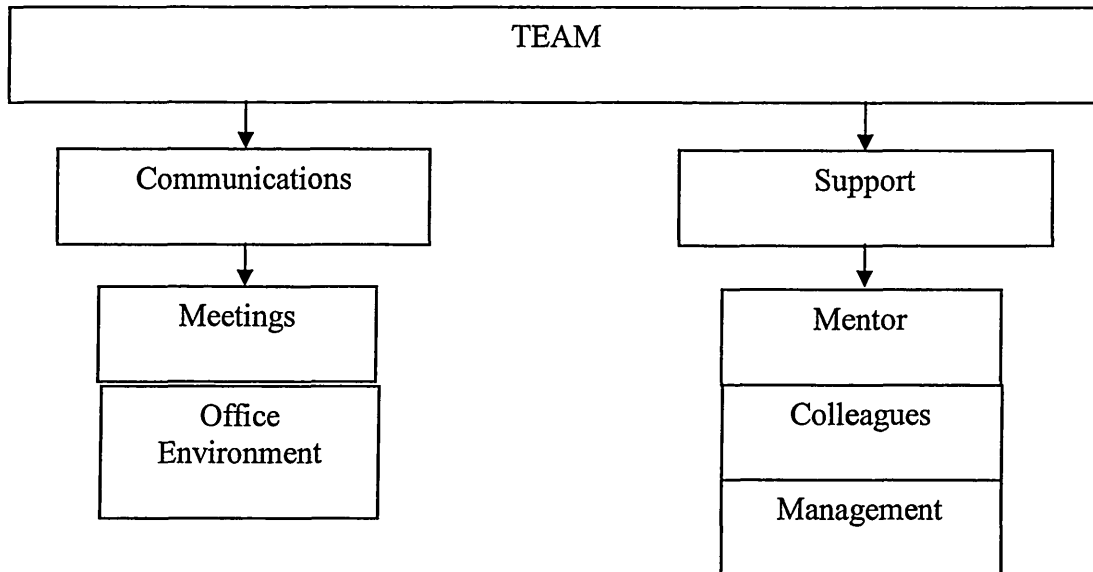 TEAM
Communications
Support
Meetings
Mentor
Office
Environment
Colleagues
Management